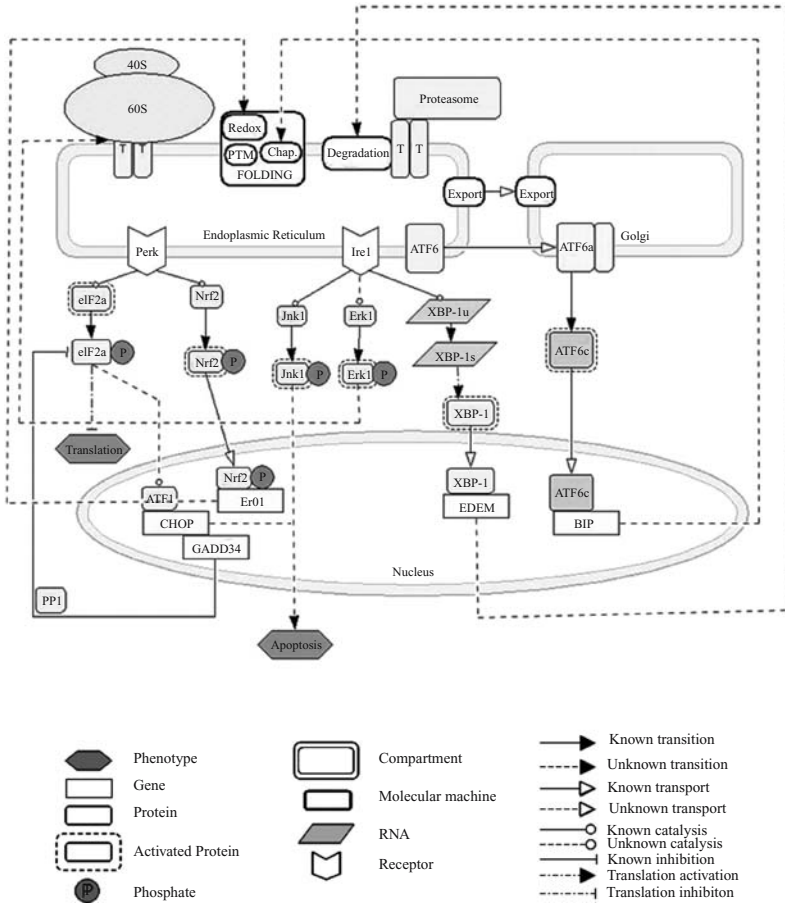 40S
60S
T T
Redox
PTM
Chap.
FOLDING
Degradation
Proteasome
T T
Export
Export
Endoplasmic Reticulum
Golgi
Perk
Ire1
ATF6
ATF6a
eIF2a
Nrf2
Jnk1
Erk1
XBP-1u
eIF2a
P
Nrf2
P
Jnk1
P
Erk1
P
XBP-1s
ATF6c
XBP-1
Translation
Nrf2
P
Er01
ATF1
CHOP
GADD34
XBP-1
EDEM
ATF6c
BIP
Nucleus
PP1
Apoptosis
Phenotype
Gene
Protein
Activated Protein
P
Phosphate
Compartment
Molecular machine
RNA
Receptor
Known transition
Unknown transition
Known transport
Unknown transport
Known catalysis
Unknown catalysis
Known inhibition
Translation activation
Translation inhibiton